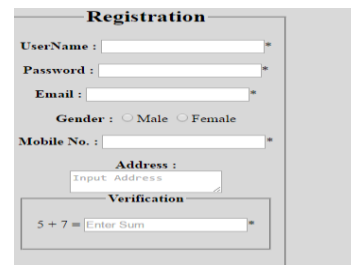 Registration
UserName : *
Password : *
Email : *
Gender : Male Female
Mobile No. : *
Address :
Input Address
Verification
5 + 7 = Enter Sum *